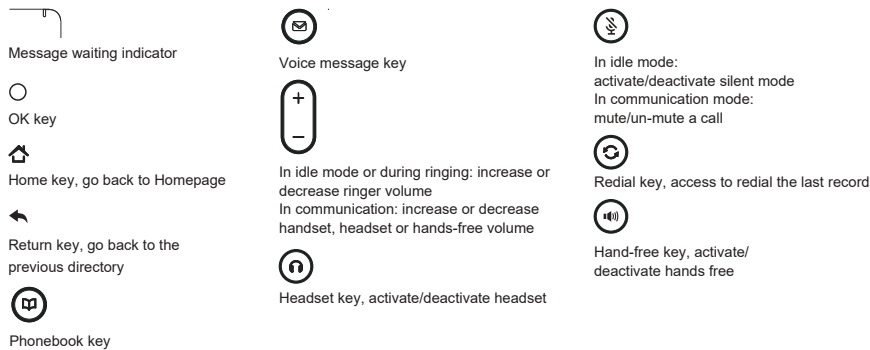 Message waiting indicator
OK key
Home key, go back to Homepage
Return key, go back to the
previous directory
Phonebook key
Voice message key
+
–
In idle mode or during ringing: increase or
decrease ringer volume
In communication: increase or decrease
handset, headset or hands-free volume
Headset key, activate/deactivate headset
In idle mode:
activate/deactivate silent mode
In communication mode:
mute/un-mute a call
Redial key, access to redial the last record
Hand-free key, activate/
deactivate hands free